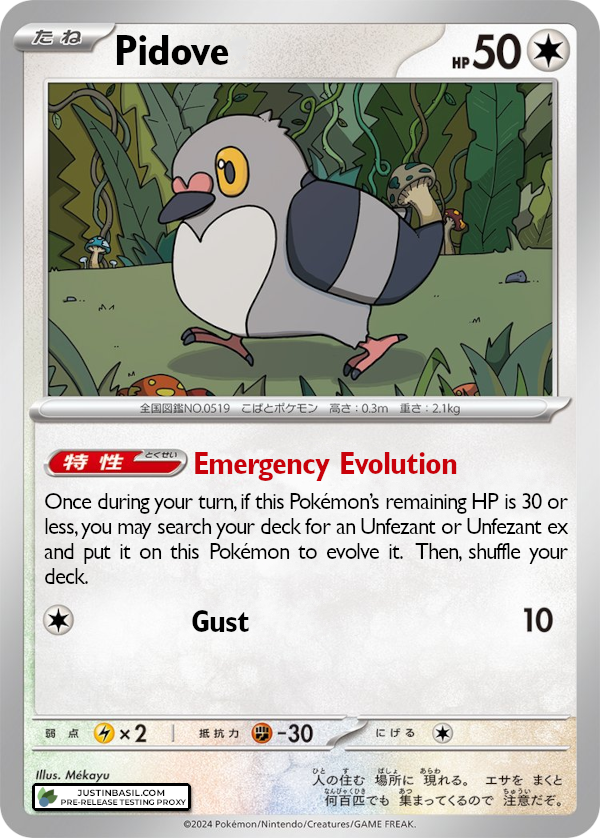 たね Pidove HP 50
全国図鑑NO.0519 こばとポケモン 高さ:0.3m 重さ:2.1kg
特性 とくせい Emergency Evolution
Once during your turn, if this Pokémon's remaining HP is 30 or
less, you may search your deck for an Unfezant or Unfezant ex
and put it on this Pokémon to evolve it. Then, shuffle your
deck.
Gust 10
弱点 ×2 抵抗力 -30 にげる
Illus. Mékayu
JUSTINBASIL.COM
PRE-RELEASE TESTING PROXY
人の住む 場所に 現れる。 エサを まくと
何百匹でも 集まってくるので 注意だぞ。
©2024 Pokémon/Nintendo/Creatures/GAME FREAK.